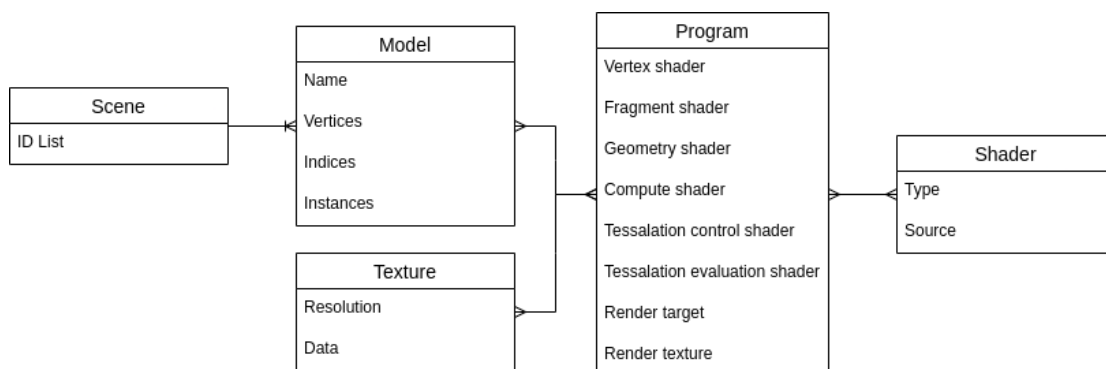 Scene
ID List
Model
Name
Vertices
Indices
Instances
Texture
Resolution
Data
Program
Vertex shader
Fragment shader
Geometry shader
Compute shader
Tessalation control shader
Tessalation evaluation shader
Render target
Render texture
Shader
Type
Source